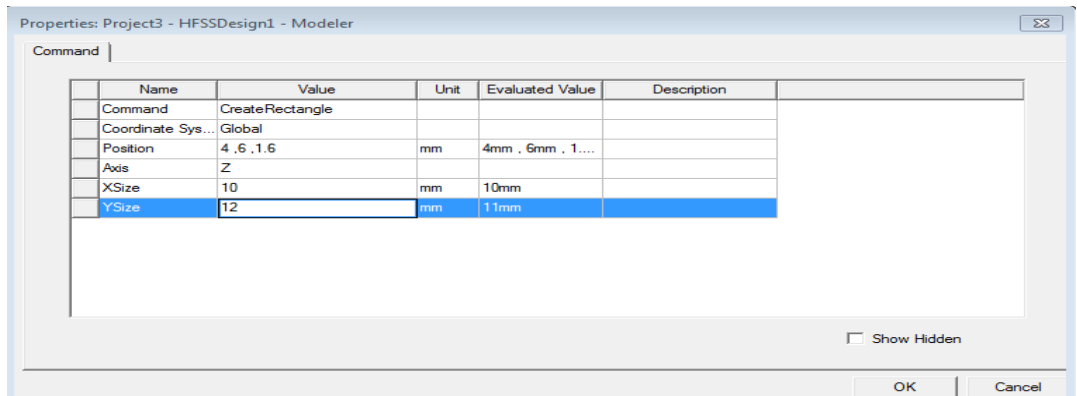 Properties: Project3 - HFSSDesign1 - Modeler
Command
Name Value Unit Evaluated Value Description
Command CreateRectangle
Coordinate Sys... Global
Position 4 ,6 ,1.6 mm 4mm , 6mm , 1....
Axis Z
XSize 10 mm 10mm
YSize 12 mm 11mm
Show Hidden
OK Cancel